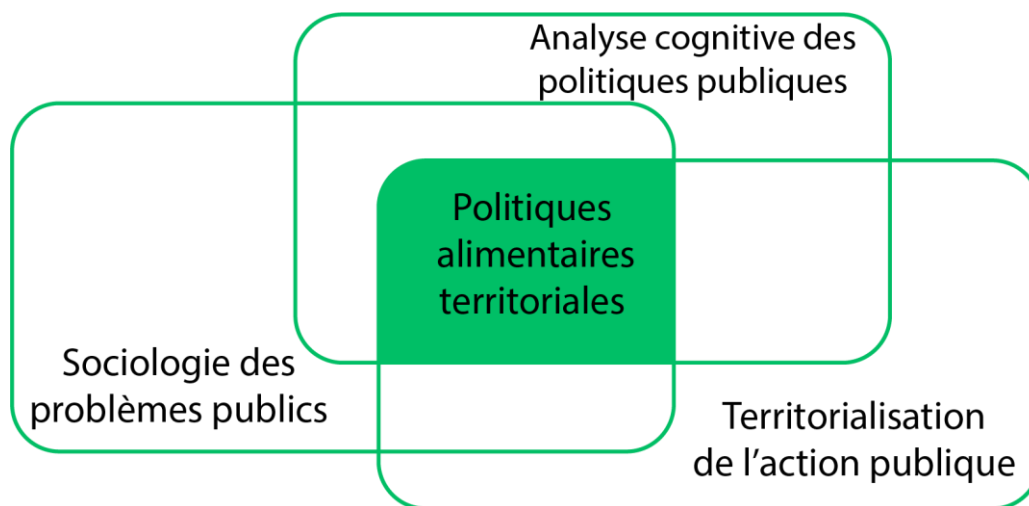 Analyse cognitive des
politiques publiques
Politiques
alimentaires
territoriales
Sociologie des
problèmes publics
Territorialisation
de l'action publique